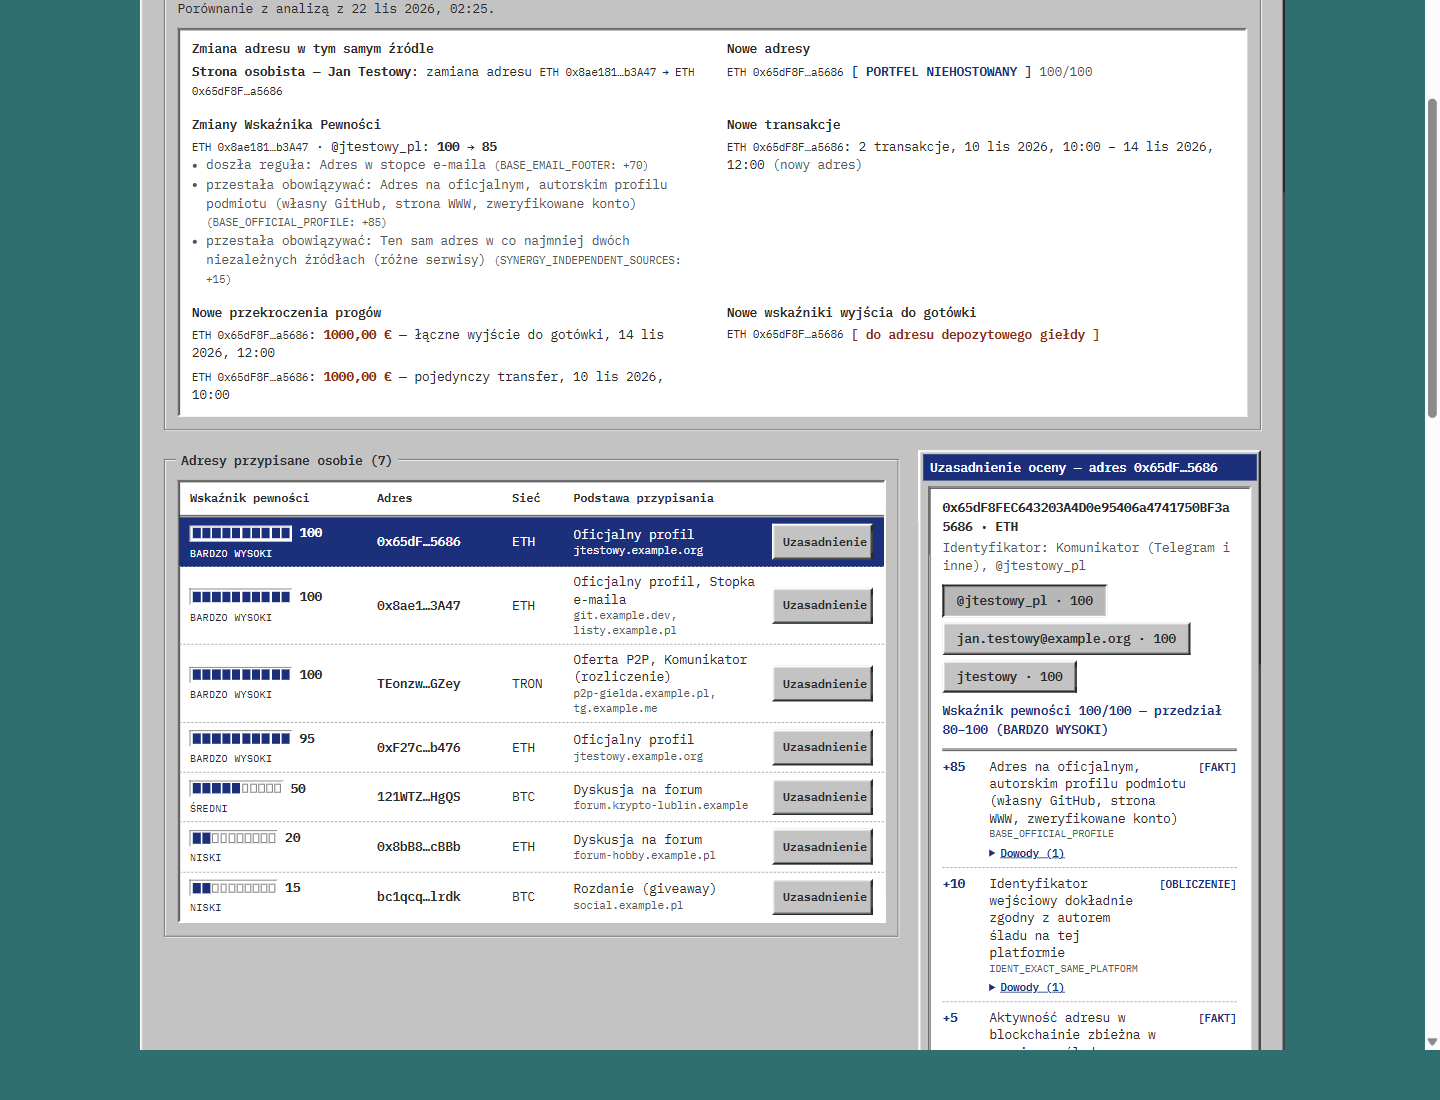 Porównanie z analizą z 22 lis 2026, 02:25.
Zmiana adresu w tym samym źródle
Strona osobista — Jan Testowy: zamiana adresu ETH 0x8ae181…b3A47 → ETH
0x65dF8F…a5686
Nowe adresy
ETH 0x65dF8F…a5686 [ PORTFEL NIEHOSTOWANY ] 100/100
Zmiany Wskaźnika Pewności
ETH 0x8ae181…b3A47 · @jtestowy_pl: 100 → 85
• doszła reguła: Adres w stopce e-maila (BASE_EMAIL_FOOTER: +70)
• przestała obowiązywać: Adres na oficjalnym, autorskim profilu
podmiotu (własny GitHub, strona WWW, zweryfikowane konto)
(BASE_OFFICIAL_PROFILE: +85)
• przestała obowiązywać: Ten sam adres w co najmniej dwóch
niezależnych źródłach (różne serwisy) (SYNERGY_INDEPENDENT_SOURCES:
+15)
Nowe transakcje
ETH 0x65dF8F…a5686: 2 transakcje, 10 lis 2026, 10:00 – 14 lis 2026,
12:00 (nowy adres)
Nowe przekroczenia progów
ETH 0x65dF8F…a5686: 1000,00 € — łączne wyjście do gotówki, 14 lis
2026, 12:00
ETH 0x65dF8F…a5686: 1000,00 € — pojedynczy transfer, 10 lis 2026,
10:00
Nowe wskaźniki wyjścia do gotówki
ETH 0x65dF8F…a5686 [ do adresu depozytowego giełdy ]
Adresy przypisane osobie (7)
Wskaźnik pewności Adres Sieć Podstawa przypisania
100
BARDZO WYSOKI
0x65dF…5686 ETH
Oficjalny profil
jtestowy.example.org
Uzasadnienie
100
BARDZO WYSOKI
0x8ae1…3A47 ETH
Oficjalny profil, Stopka
e-maila
git.example.dev,
listy.example.pl
Uzasadnienie
100
BARDZO WYSOKI
TEonzw…GZey TRON
Oferta P2P, Komunikator
(rozliczenie)
p2p-gielda.example.pl,
tg.example.me
Uzasadnienie
95
BARDZO WYSOKI
0xF27c…b476 ETH
Oficjalny profil
jtestowy.example.org
Uzasadnienie
50
ŚREDNI
121WTZ…HgQS BTC
Dyskusja na forum
forum.krypto-lublin.example
Uzasadnienie
20
NISKI
0x8bB8…cBBb ETH
Dyskusja na forum
forum-hobby.example.pl
Uzasadnienie
15
NISKI
bc1qcq…lrdk BTC
Rozdanie (giveaway)
social.example.pl
Uzasadnienie
Uzasadnienie oceny — adres 0x65dF…5686
0x65dF8FEC643203A4D0e95406a4741750BF3a
5686 · ETH
Identyfikator: Komunikator (Telegram i
inne), @jtestowy_pl
@jtestowy_pl · 100
jan.testowy@example.org · 100
jtestowy · 100
Wskaźnik pewności 100/100 — przedział
80–100 (BARDZO WYSOKI)
+85 Adres na oficjalnym, [FAKT]
autorskim profilu podmiotu
(własny GitHub, strona
WWW, zweryfikowane konto)
BASE_OFFICIAL_PROFILE
▶ Dowody (1)
+10 Identyfikator [OBLICZENIE]
wejściowy dokładnie
zgodny z autorem
śladu na tej
platformie
IDENT_EXACT_SAME_PLATFORM
▶ Dowody (1)
+5 Aktywność adresu w [FAKT]
blockchainie zbieżna w